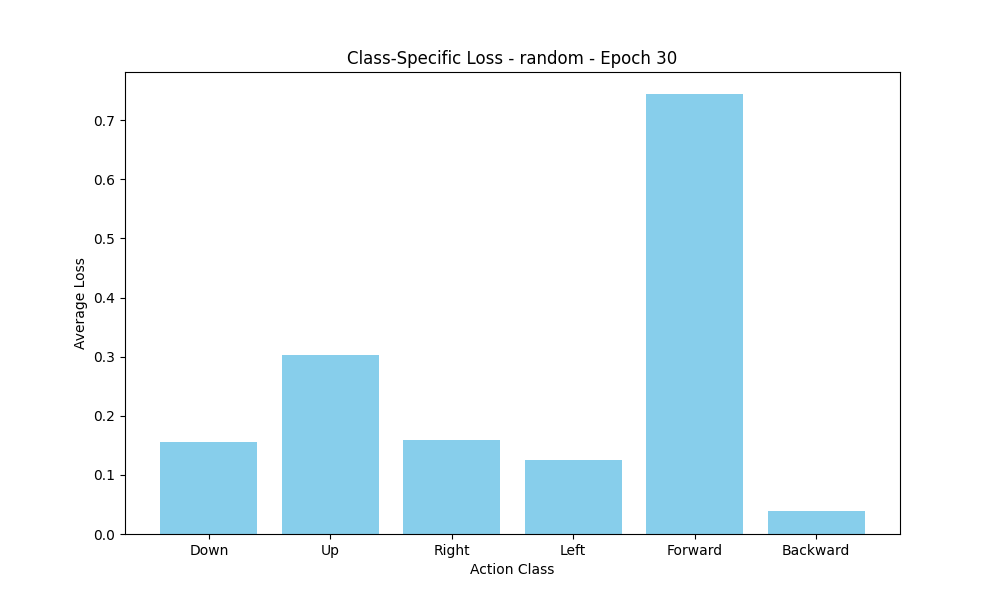 Class-Specific Loss - random - Epoch 30
Average Loss
0.7
0.6
0.5
0.4
0.3
0.2
0.1
0.0
Down Up Right Left Forward Backward
Action Class